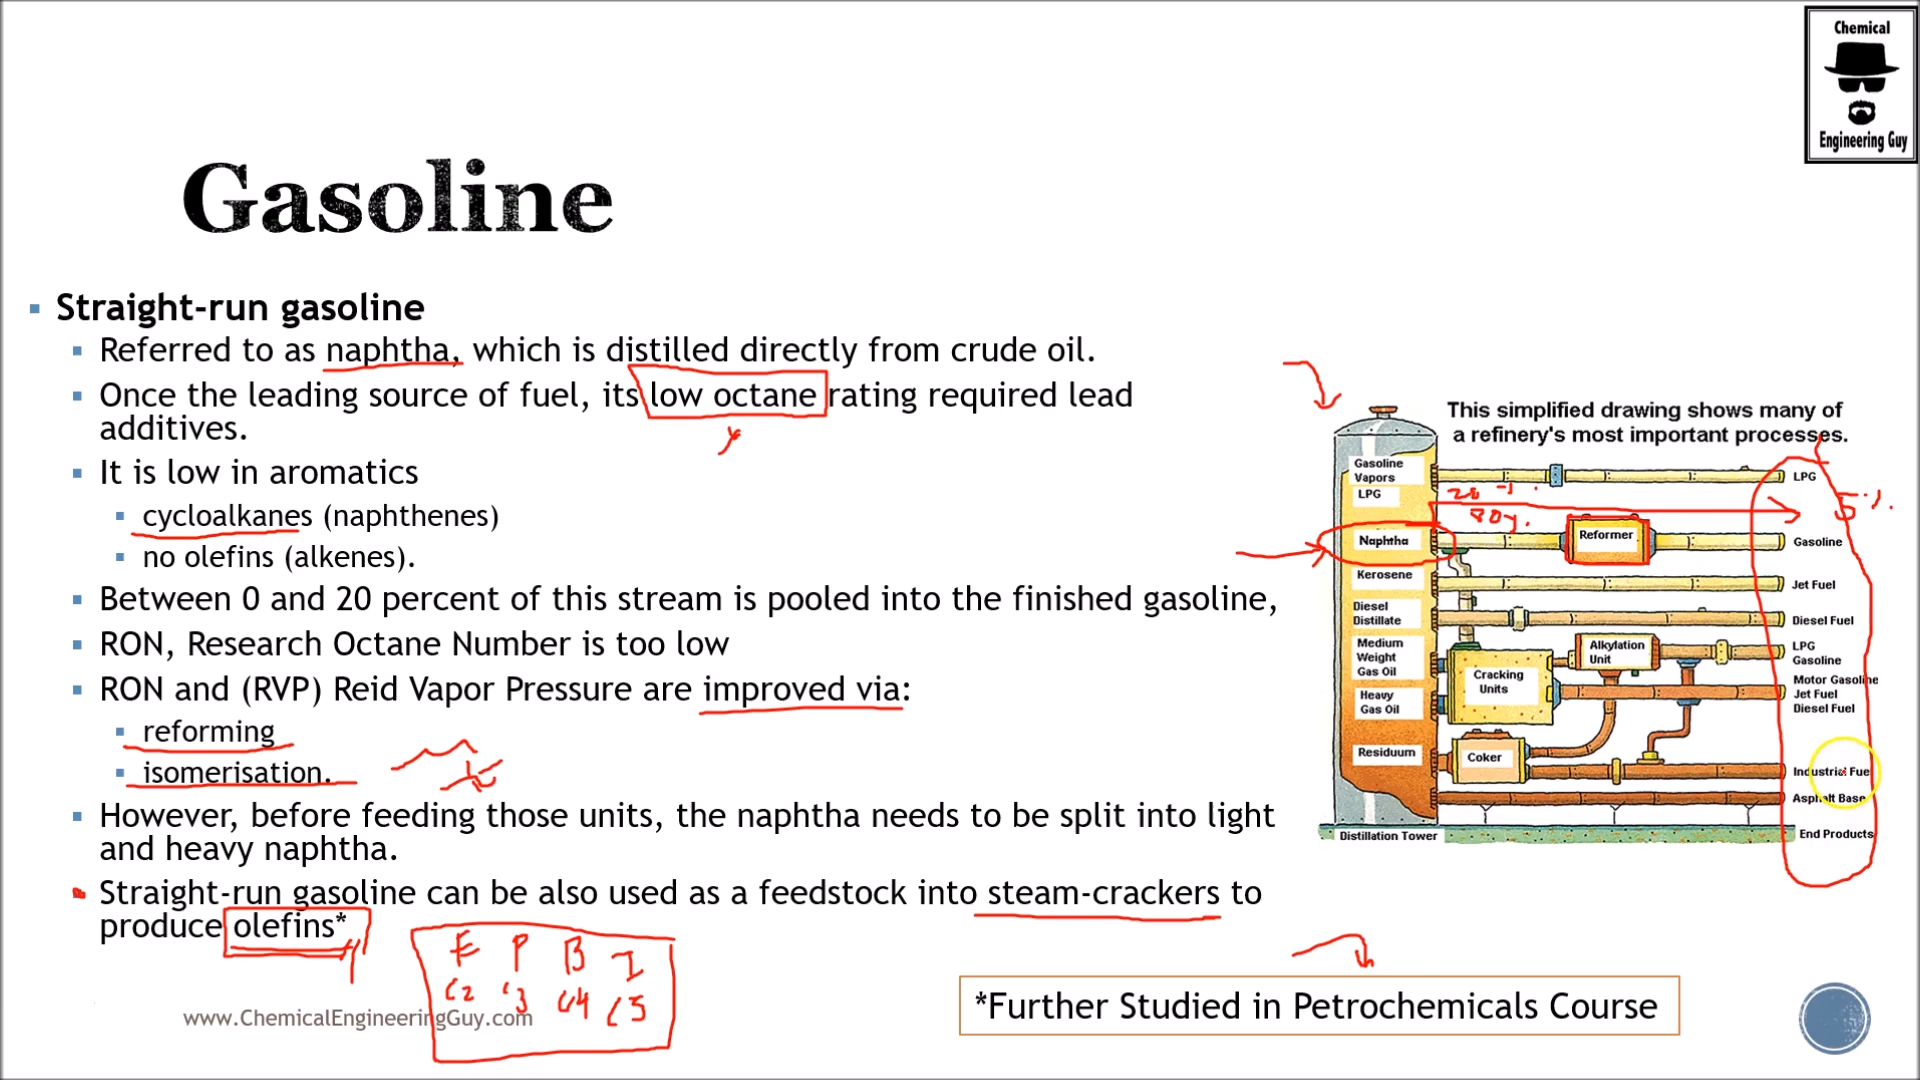 Chemical
Engineering Guy
Gasoline
▪ Straight-run gasoline
▪ Referred to as naphtha, which is distilled directly from crude oil.
▪ Once the leading source of fuel, its low octane rating required lead
additives.
▪ It is low in aromatics
▪ cycloalkanes (naphthenes)
▪ no olefins (alkenes).
▪ Between 0 and 20 percent of this stream is pooled into the finished gasoline,
▪ RON, Research Octane Number is too low
▪ RON and (RVP) Reid Vapor Pressure are improved via:
▪ reforming
▪ isomerisation.
▪ However, before feeding those units, the naphtha needs to be split into light
and heavy naphtha.
▪ Straight-run gasoline can be also used as a feedstock into steam-crackers to
produce olefins*
E P B I
C2 C3 C4 C5
www.ChemicalEngineeringGuy.com
*Further Studied in Petrochemicals Course
This simplified drawing shows many of
a refinery's most important processes.
Gasoline
Vapors
LPG
LPG
5%
80%
Naphtha
Reformer
Gasoline
Kerosene
Jet Fuel
Diesel
Distillate
Diesel Fuel
Medium
Weight
Gas Oil
Cracking
Units
Alkylation
Unit
LPG
Gasoline
Heavy
Gas Oil
Motor Gasoline
Jet Fuel
Diesel Fuel
Residuum
Coker
Industrial Fue
Asphalt Base
Distillation Tower
End Products